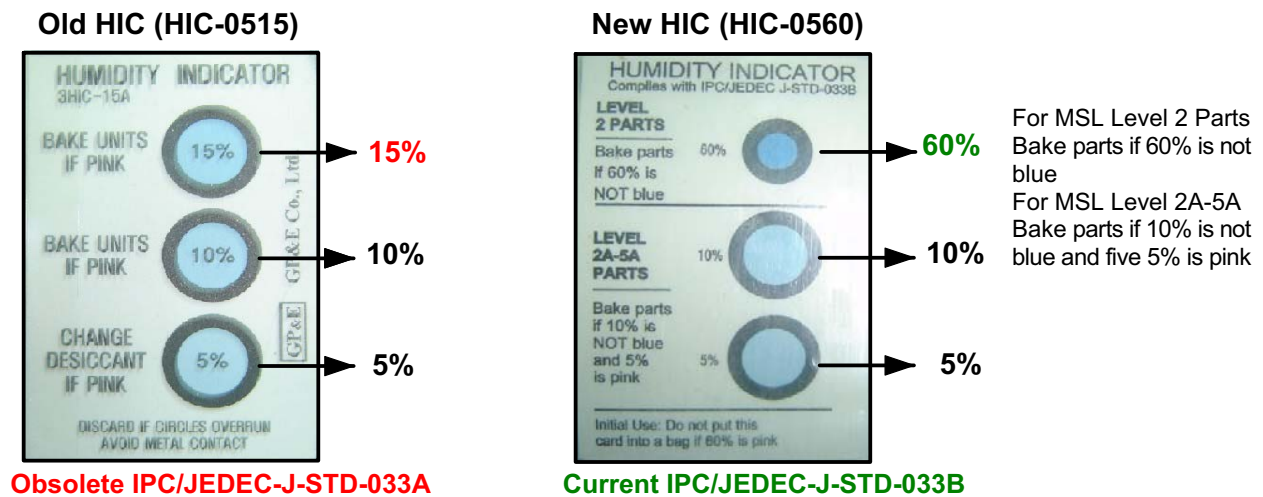 Old HIC (HIC-0515)
HUMIDITY INDICATOR
3HIC-15A
BAKE UNITS
IF PINK
15%
15%
BAKE UNITS
IF PINK
10%
10%
CHANGE
DESICCANT
IF PINK
5%
5%
GP&E GP&E Co., Ltd
DISCARD IF CIRCLES OVERRUN
AVOID METAL CONTACT
Obsolete IPC/JEDEC-J-STD-033A
New HIC (HIC-0560)
HUMIDITY INDICATOR
Complies with IPC/JEDEC J-STD-033B
LEVEL
2 PARTS
Bake parts
if 60% is
NOT blue
60%
60%
LEVEL
2A-5A
PARTS
10%
10%
Bake parts
if 10% is
NOT blue
and 5%
is pink
5%
5%
Initial Use: Do not put this
card into a bag if 60% is pink
Current IPC/JEDEC-J-STD-033B
For MSL Level 2 Parts
Bake parts if 60% is not
blue
For MSL Level 2A-5A
Bake parts if 10% is not
blue and five 5% is pink